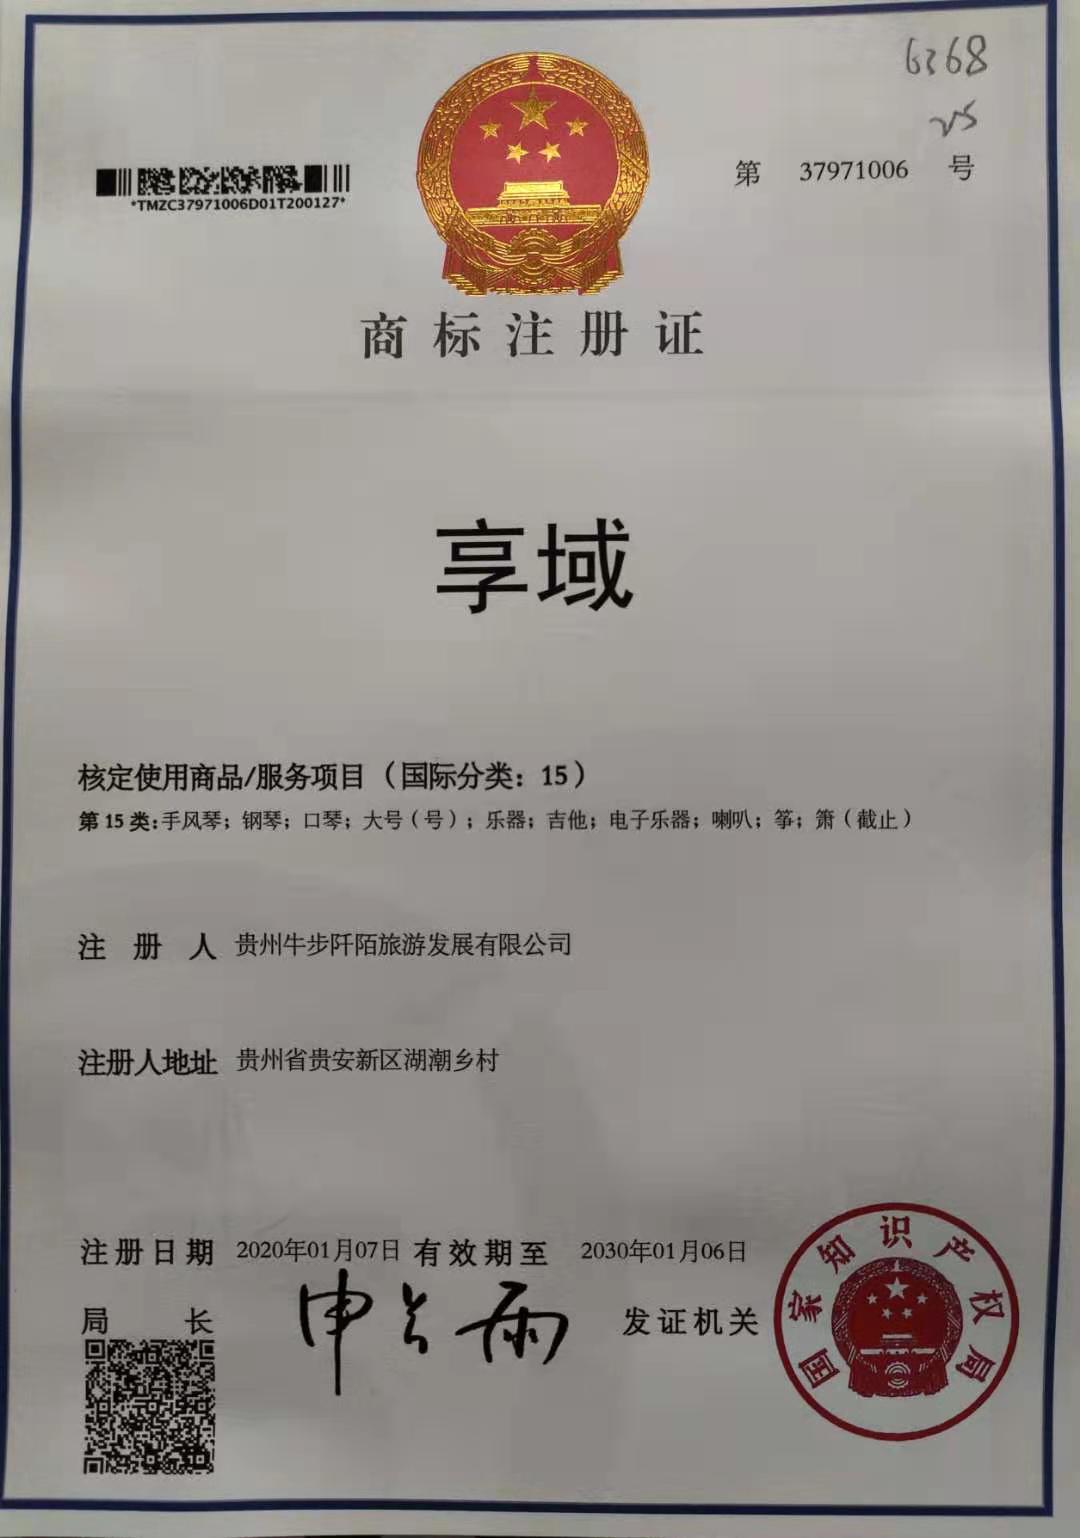 6268
25
第 37971006 号
*TMZC37971006D01T200127*
商标注册证
享域
核定使用商品/服务项目（国际分类：15）
第15类:手风琴；钢琴；口琴；大号（号）；乐器；吉他；电子乐器；喇叭；筝；箫（截止）
注册人 贵州牛步阡陌旅游发展有限公司
注册人地址 贵州省贵安新区湖潮乡村
注册日期 2020年01月07日 有效期至 2030年01月06日
局长 申长雨 发证机关
国家知识产权局